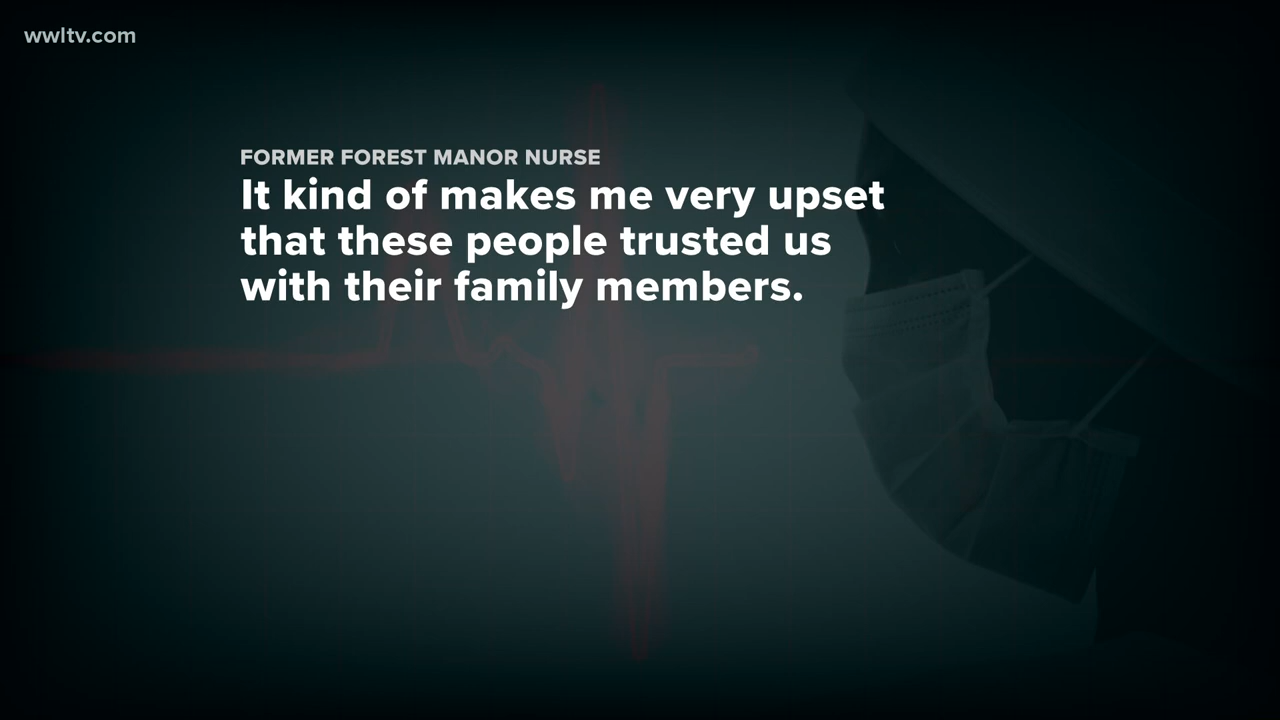 wwltv.com
FORMER FOREST MANOR NURSE
It kind of makes me very upset
that these people trusted us
with their family members.